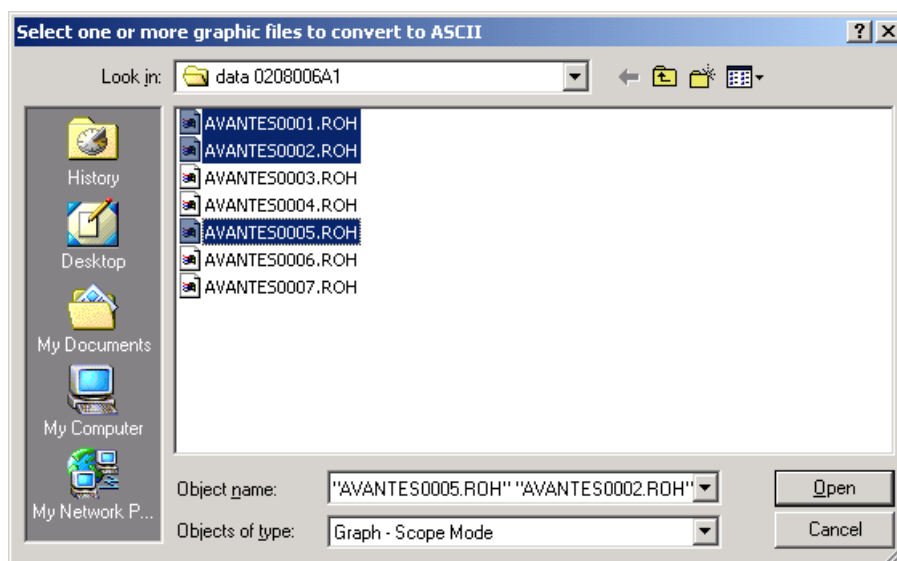 Select one or more graphic files to convert to ASCII
Look in: data 0208006A1
History
Desktop
My Documents
My Computer
My Network P...
AVANTES0001.ROH
AVANTES0002.ROH
AVANTES0003.ROH
AVANTES0004.ROH
AVANTES0005.ROH
AVANTES0006.ROH
AVANTES0007.ROH
Object name: "AVANTES0005.ROH" "AVANTES0002.ROH" Open
Objects of type: Graph - Scope Mode Cancel